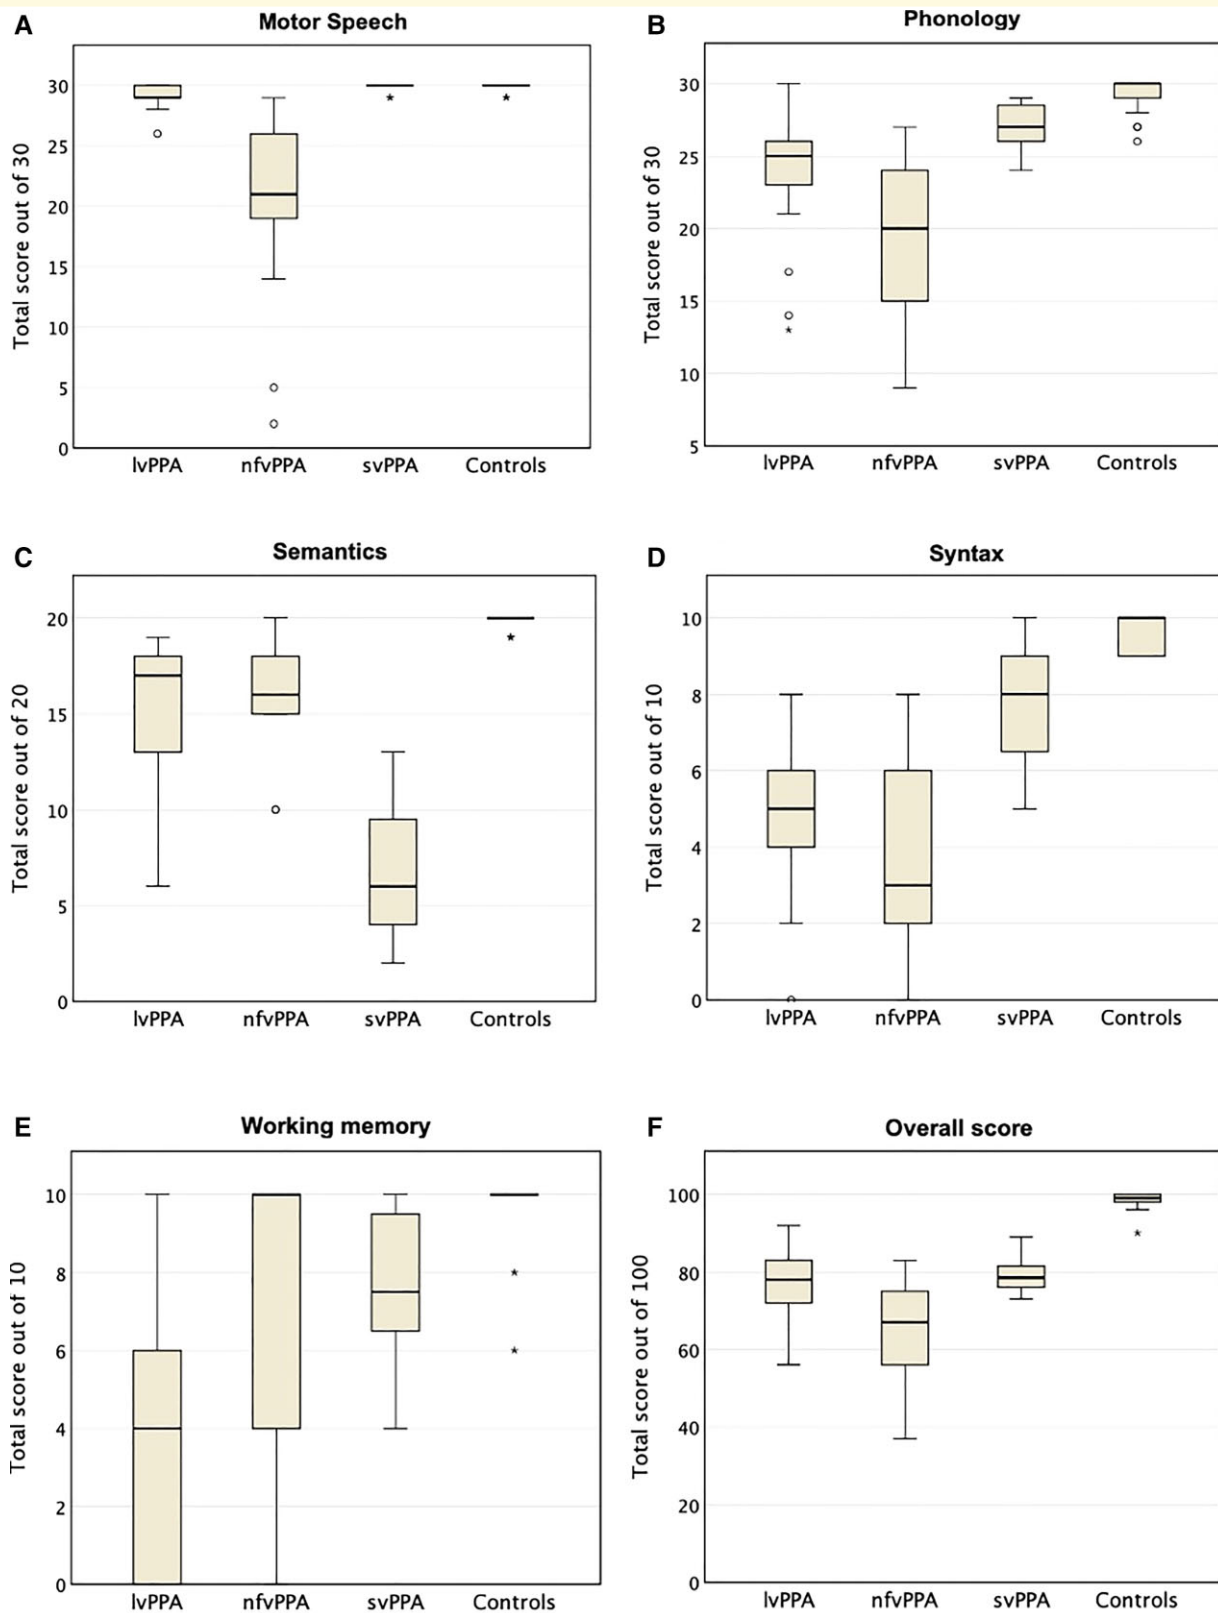 A
Motor Speech
Total score out of 30
30
25
20
15
10
5
0
lvPPA nfvPPA svPPA Controls
B
Phonology
Total score out of 30
30
25
20
15
10
5
lvPPA nfvPPA svPPA Controls
C
Semantics
Total score out of 20
20
15
10
5
0
lvPPA nfvPPA svPPA Controls
D
Syntax
Total score out of 10
10
8
6
4
2
0
lvPPA nfvPPA svPPA Controls
E
Working memory
Total score out of 10
10
8
6
4
2
0
lvPPA nfvPPA svPPA Controls
F
Overall score
Total score out of 100
100
80
60
40
20
0
lvPPA nfvPPA svPPA Controls